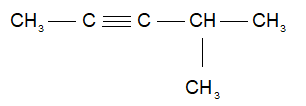 CH₃ — C ≡ C — CH — CH₃
CH₃